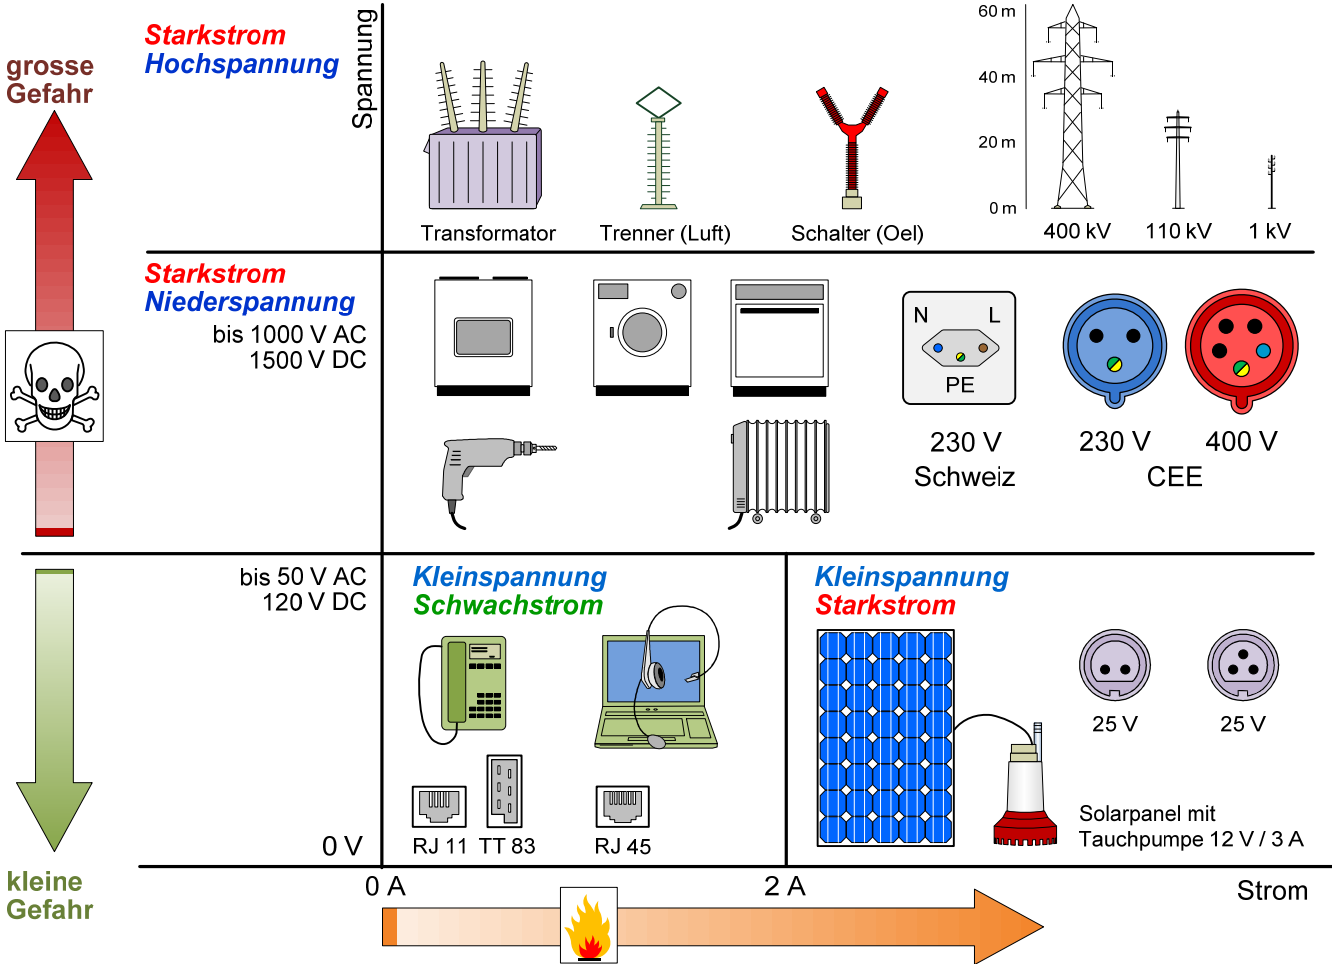 grosse
Gefahr
Starkstrom
Hochspannung
Spannung
60 m
40 m
20 m
0 m
Transformator
Trenner (Luft)
Schalter (Oel)
400 kV
110 kV
1 kV
Starkstrom
Niederspannung
bis 1000 V AC
1500 V DC
N
L
PE
230 V
Schweiz
230 V
400 V
CEE
bis 50 V AC
120 V DC
Kleinspannung
Schwachstrom
RJ 11
TT 83
RJ 45
Kleinspannung
Starkstrom
25 V
25 V
Solarpanel mit
Tauchpumpe 12 V / 3 A
0 V
0 A
2 A
Strom
kleine
Gefahr